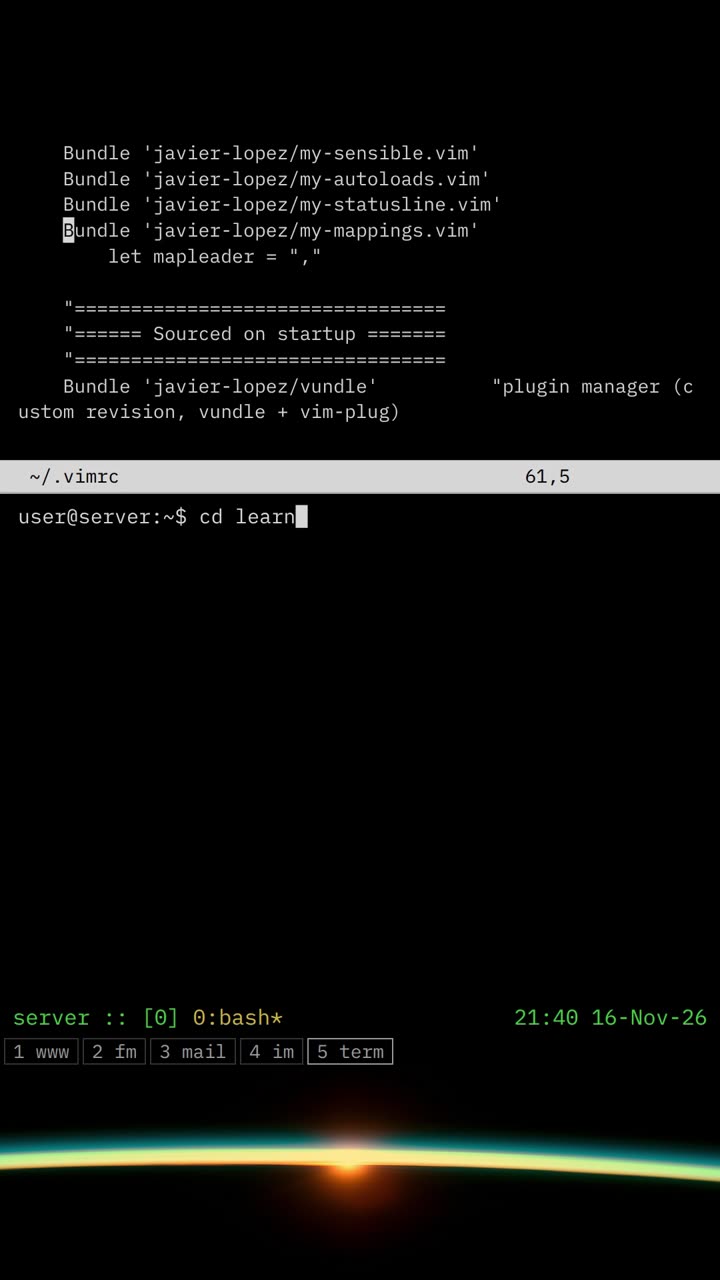 Bundle 'javier-lopez/my-sensible.vim'
Bundle 'javier-lopez/my-autoloads.vim'
Bundle 'javier-lopez/my-statusline.vim'
Bundle 'javier-lopez/my-mappings.vim'
let mapleader = ","
"=================================
"====== Sourced on startup =======
"=================================
Bundle 'javier-lopez/vundle' "plugin manager (c
ustom revision, vundle + vim-plug)
~/.vimrc 61,5
user@server:~$ cd learn
server :: [0] 0:bash* 21:40 16-Nov-26
1 www 2 fm 3 mail 4 im 5 term